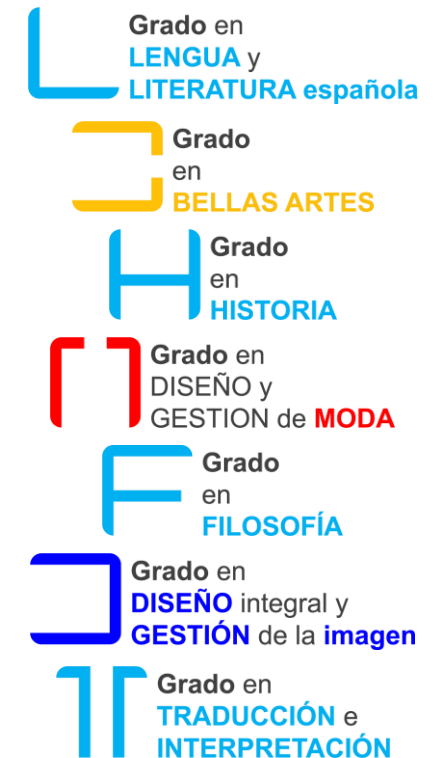 Grado en
LENGUA y
LITERATURA española
Grado
en
BELLAS ARTES
H Grado
en
HISTORIA
Grado en
DISEÑO y
GESTION de MODA
F Grado
en
FILOSOFÍA
Grado en
DISEÑO integral y
GESTIÓN de la imagen
Grado en
TRADUCCIÓN e
INTERPRETACIÓN